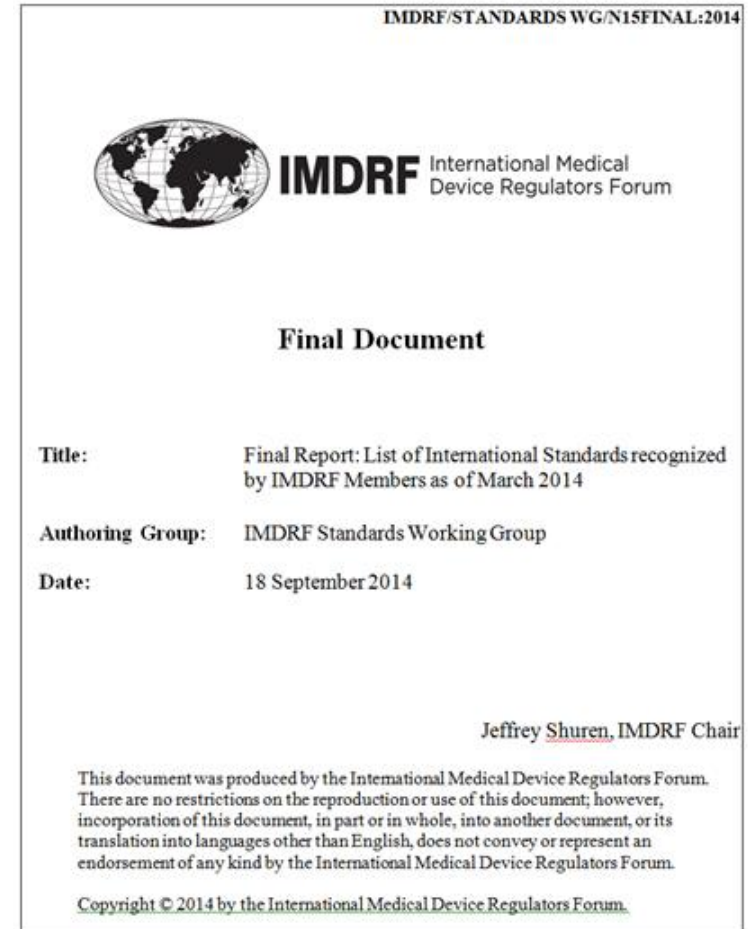 IMDRF/STANDARDS WG/N15FINAL:2014
IMDRF International Medical
Device Regulators Forum
Final Document
Title: Final Report: List of International Standards recognized
by IMDRF Members as of March 2014
Authoring Group: IMDRF Standards Working Group
Date: 18 September 2014
Jeffrey Shuren, IMDRF Chair
This document was produced by the International Medical Device Regulators Forum.
There are no restrictions on the reproduction or use of this document; however,
incorporation of this document, in part or in whole, into another document, or its
translation into languages other than English, does not convey or represent an
endorsement of any kind by the International Medical Device Regulators Forum.
Copyright © 2014 by the International Medical Device Regulators Forum.